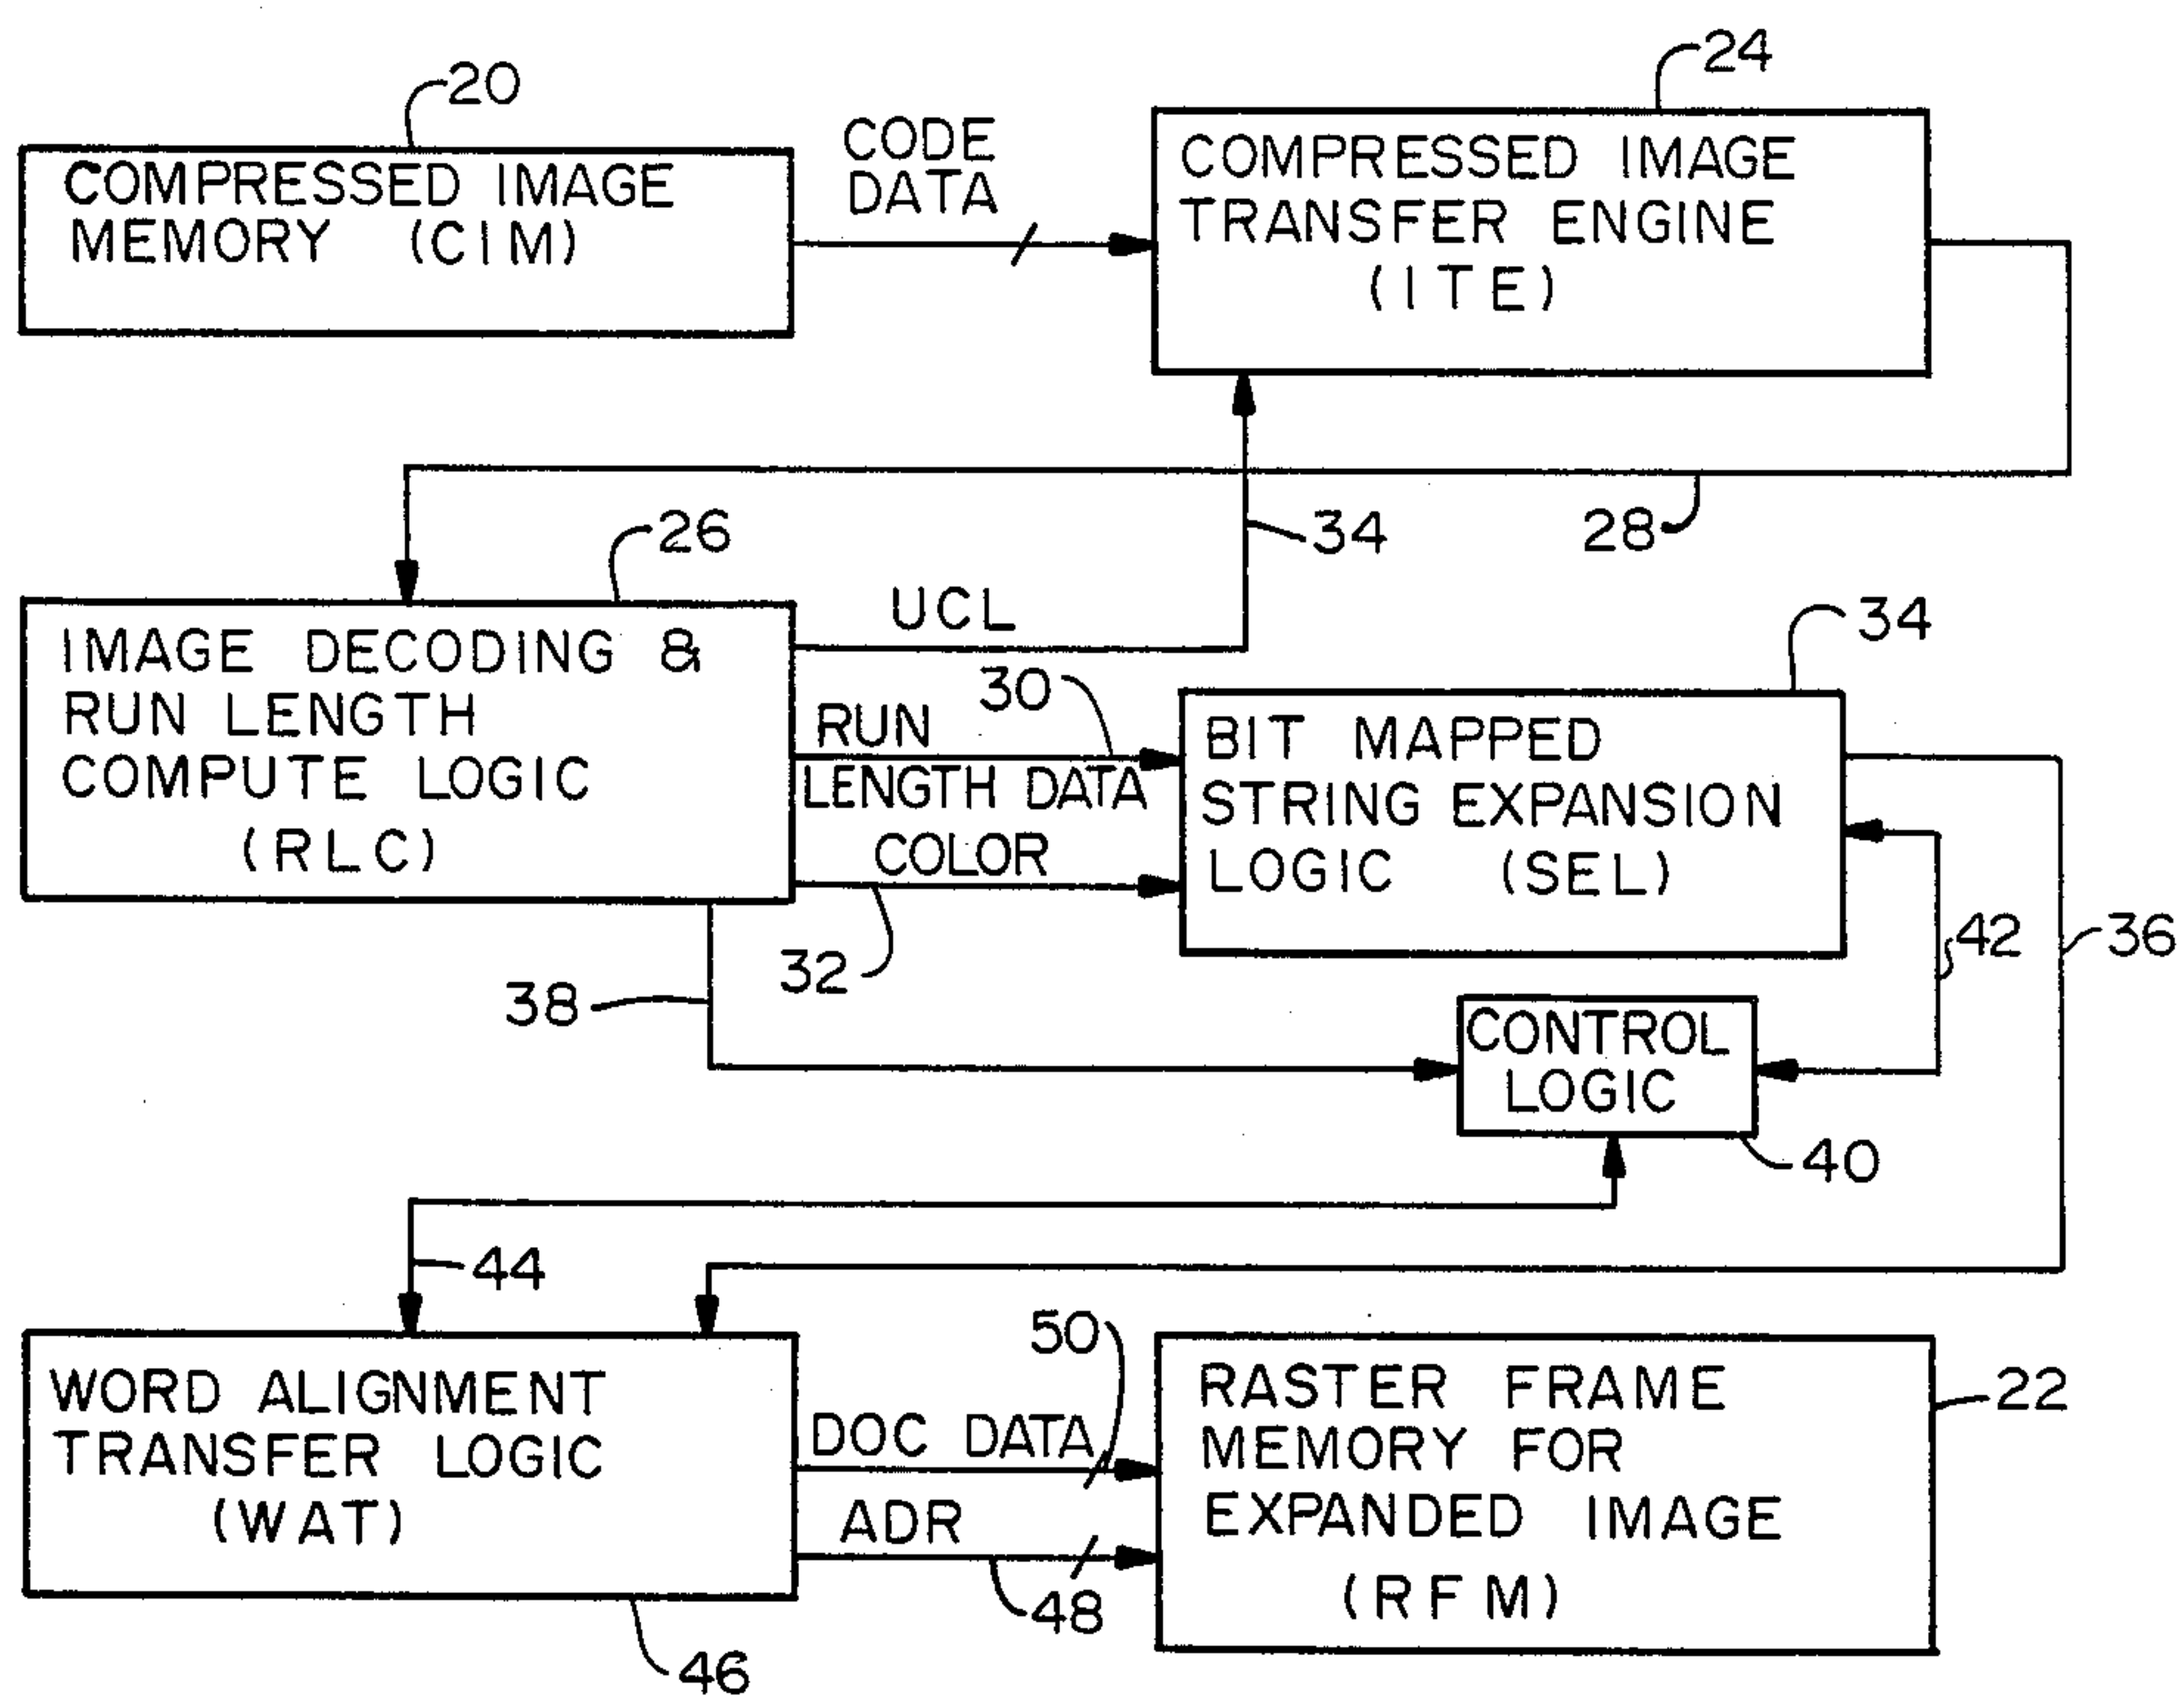 20
COMPRESSED IMAGE
MEMORY (CIM)
CODE
DATA
24
COMPRESSED IMAGE
TRANSFER ENGINE
(ITE)
28
34
26
IMAGE DECODING &
RUN LENGTH
COMPUTE LOGIC
(RLC)
UCL
30
RUN
LENGTH DATA
COLOR
32
34
BIT MAPPED
STRING EXPANSION
LOGIC (SEL)
42
36
38
CONTROL
LOGIC
40
44
WORD ALIGNMENT
TRANSFER LOGIC
(WAT)
46
50
DOC DATA
ADR
48
RASTER FRAME
MEMORY FOR
EXPANDED IMAGE
(RFM)
22